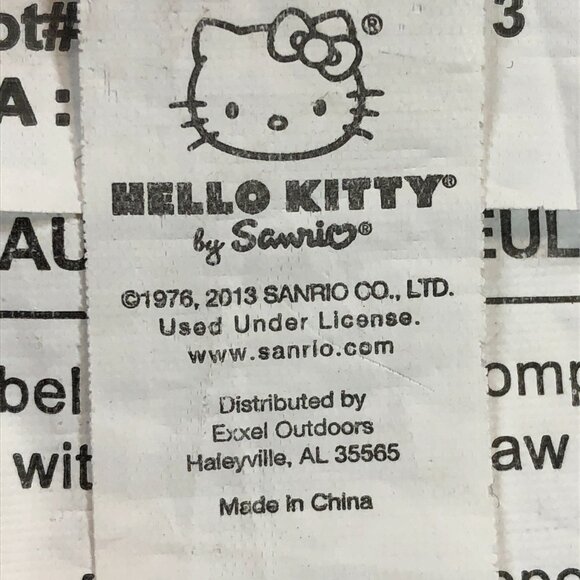 ot#
3
A:
®
HELLO KITTY®
by Sanrio®
AU
EUL
©1976, 2013 SANRIO CO., LTD.
Used Under License.
www.sanrio.com
bel
omp
Distributed by
Exxel Outdoors
wit
aw
Haleyville, AL 35565
Made in China